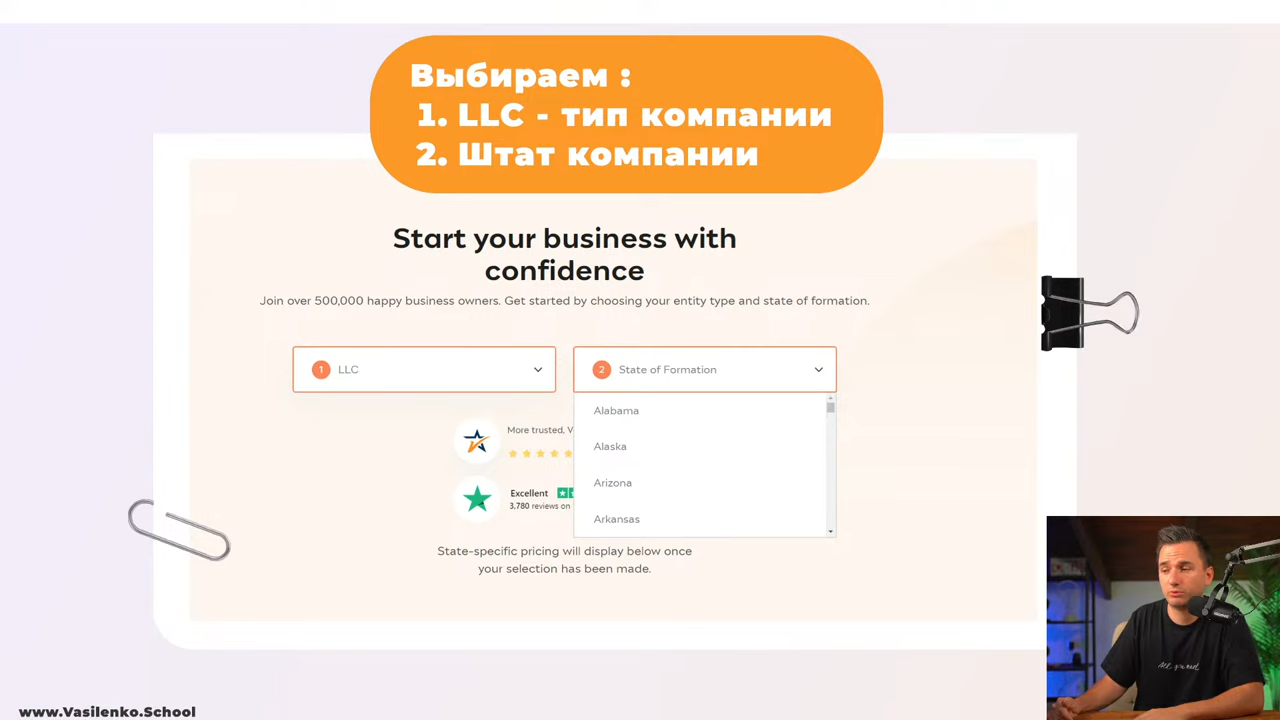 Выбираем :
1. LLC - тип компании
2. Штат компании
Start your business with
confidence
Join over 500,000 happy business owners. Get started by choosing your entity type and state of formation.
1 LLC
2 State of Formation
Alabama
Alaska
Arizona
Arkansas
More trusted, V
Excellent
3,780 reviews on
State-specific pricing will display below once
your selection has been made.
www.Vasilenko.School